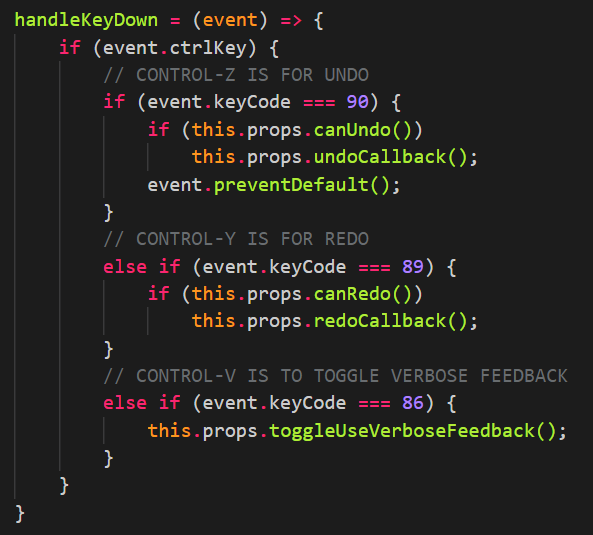 handleKeyDown = (event) => {
    if (event.ctrlKey) {
        // CONTROL-Z IS FOR UNDO
        if (event.keyCode === 90) {
            if (this.props.canUndo())
                this.props.undoCallback();
            event.preventDefault();
        }
        // CONTROL-Y IS FOR REDO
        else if (event.keyCode === 89) {
            if (this.props.canRedo())
                this.props.redoCallback();
        }
        // CONTROL-V IS TO TOGGLE VERBOSE FEEDBACK
        else if (event.keyCode === 86) {
            this.props.toggleUseVerboseFeedback();
        }
    }
}